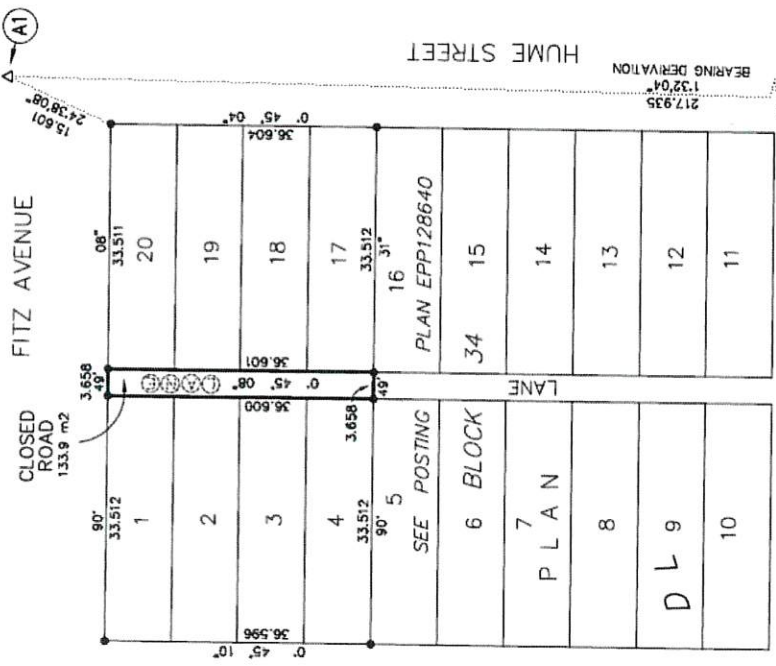 A1
15.601
24°38'08"
FITZ AVENUE
HUME STREET
CLOSED
ROAD
133.9 m2
3.658
49'
90°
33.512
08"
33.511
1
20
2
19
3
18
4
17
36.596
0° 45' 10"
36.600
0° 45' 08"
LANE
36.601
36.604
0° 45' 04"
3.658
49'
33.512
90°
33.512
31"
5
16
SEE POSTING PLAN EPP128640
6 BLOCK 34 15
7
14
PLAN
8
13
DL 9
12
10
11
LANE
217.935
1°32'04"
BEARING DERIVATION